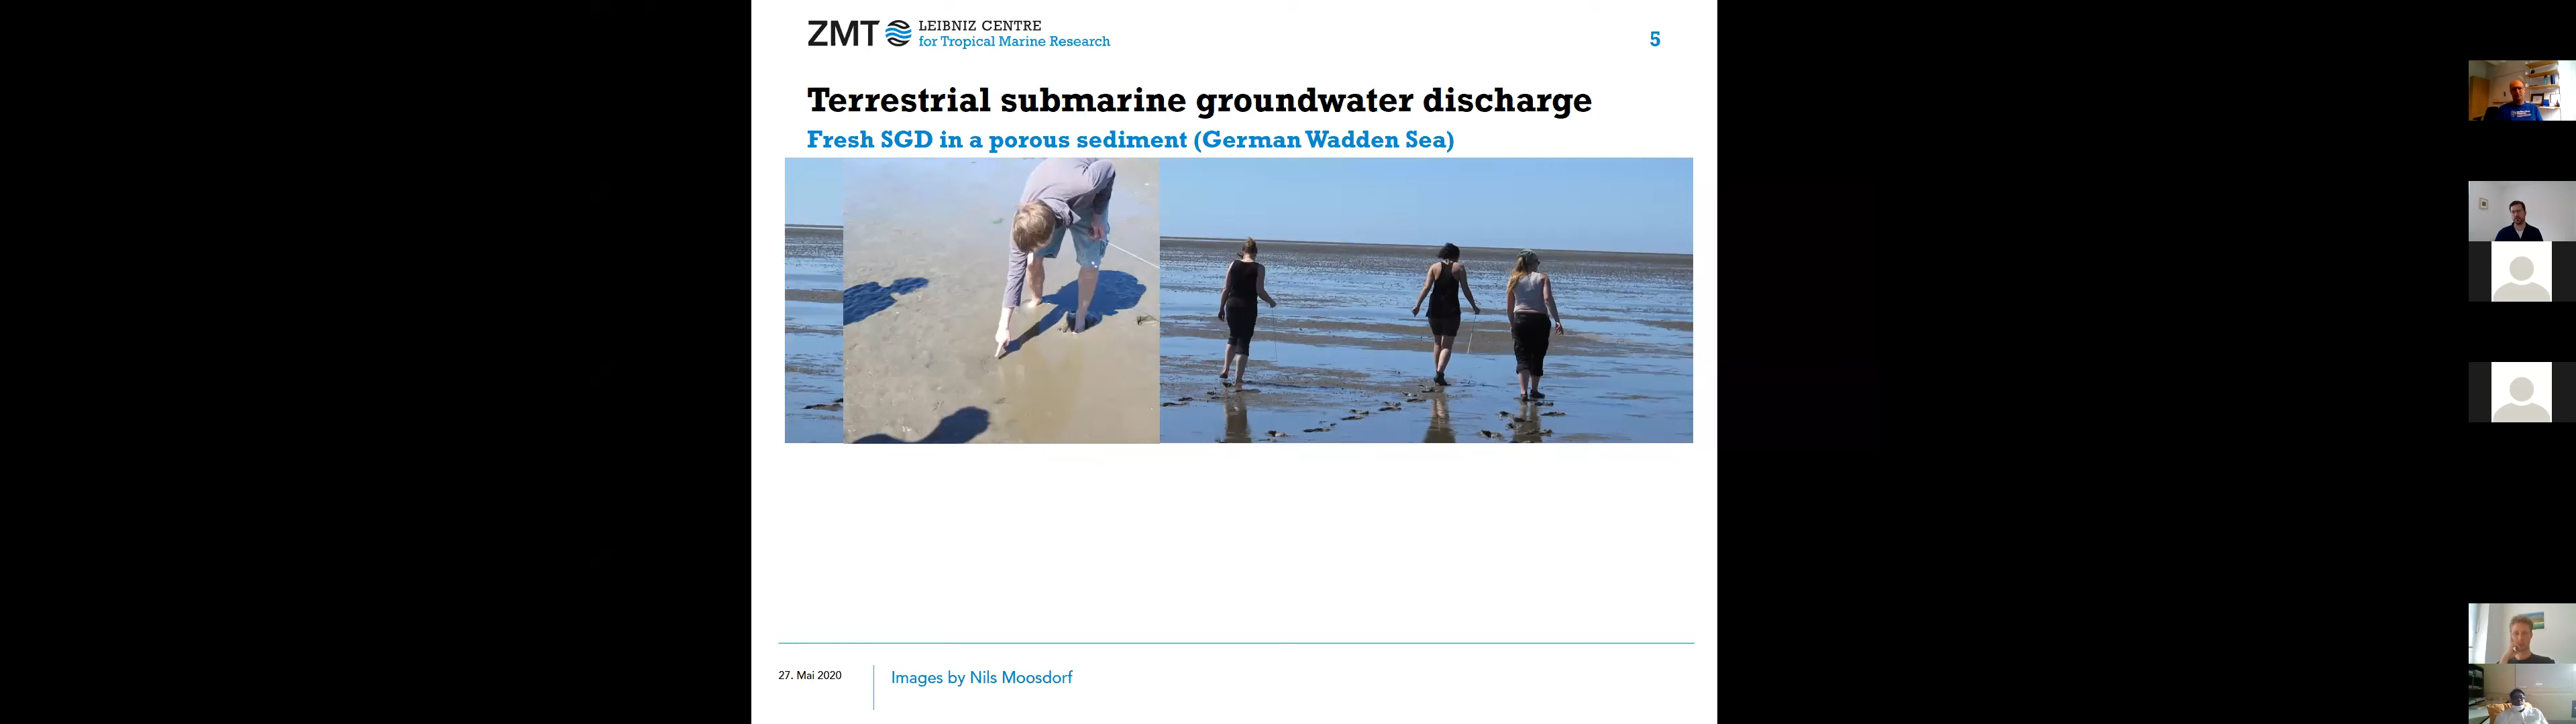 ZMT LEIBNIZ CENTRE
for Tropical Marine Research
5
Terrestrial submarine groundwater discharge
Fresh SGD in a porous sediment (German Wadden Sea)
27. Mai 2020
Images by Nils Moosdorf